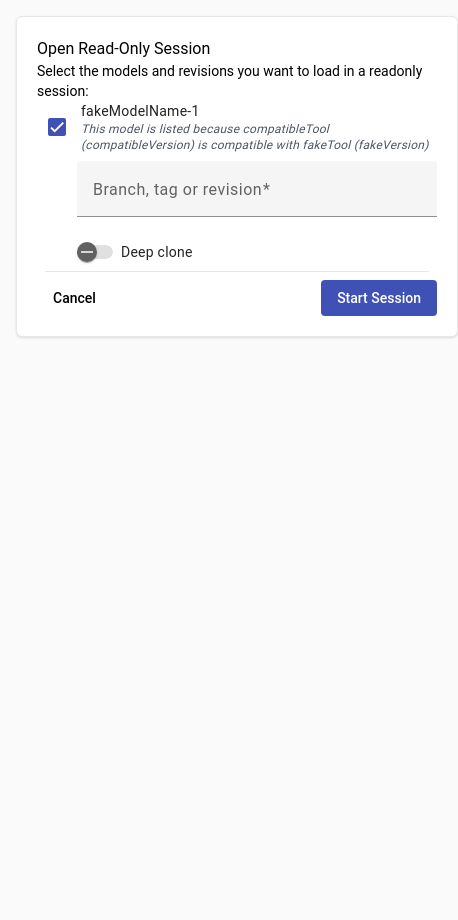 Open Read-Only Session
Select the models and revisions you want to load in a readonly
session:
fakeModelName-1
This model is listed because compatibleTool
(compatibleVersion) is compatible with fakeTool (fakeVersion)
Branch, tag or revision*
Deep clone
Cancel
Start Session